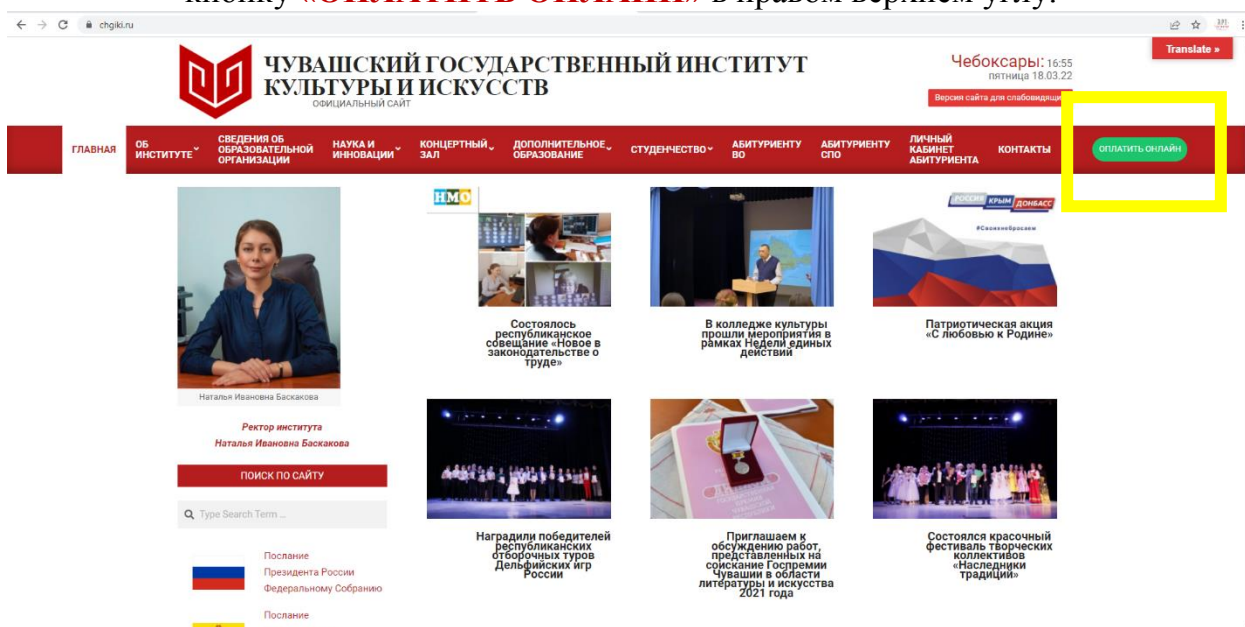 кнопку «ОПЛАТИТЬ ОНЛАЙН» в правом верхнем углу:
chgiki.ru
Translate »
ЧУВАШСКИЙ ГОСУДАРСТВЕННЫЙ ИНСТИТУТ
КУЛЬТУРЫ И ИСКУССТВ
ОФИЦИАЛЬНЫЙ САЙТ
Чебоксары: 16:55
пятница 18.03.22
Версия сайта для слабовидящих
ГЛАВНАЯ
ОБ
ИНСТИТУТЕ
СВЕДЕНИЯ ОБ
ОБРАЗОВАТЕЛЬНОЙ
ОРГАНИЗАЦИИ
НАУКА И
ИННОВАЦИИ
КОНЦЕРТНЫЙ
ЗАЛ
ДОПОЛНИТЕЛЬНОЕ
ОБРАЗОВАНИЕ
СТУДЕНЧЕСТВО
АБИТУРИЕНТУ
ВО
АБИТУРИЕНТУ
СПО
ЛИЧНЫЙ
КАБИНЕТ
АБИТУРИЕНТА
КОНТАКТЫ
ОПЛАТИТЬ ОНЛАЙН
Наталья Ивановна Баскакова
Ректор института
Наталья Ивановна Баскакова
ПОИСК ПО САЙТУ
Type Search Term ...
Послание
Президента России
Федеральному Собранию
Послание
НМО
Состоялось
республиканское
совещание «Новое в
законодательстве о
труде»
В колледже культуры
прошли мероприятия в
рамках Недели единых
действий
РОССИЯ КРЫМ ДОНБАСС
#Своихнебросаем
Патриотическая акция
«С любовью к Родине»
Наградили победителей
республиканских
отборочных туров
Дельфийских игр
России
Приглашаем к
обсуждению работ,
представленных на
соискание Госпремии
Чувашии в области
литературы и искусства
2021 года
Состоялся красочный
фестиваль творческих
коллективов
«Наследники
традиций»